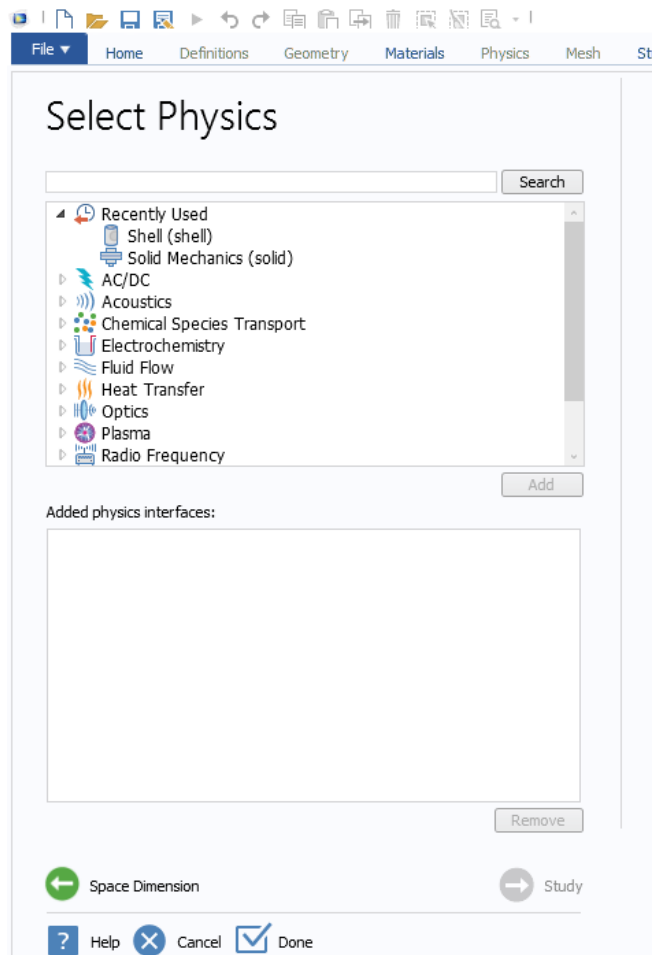 File Home Definitions Geometry Materials Physics Mesh St
Select Physics
Search
Recently Used
Shell (shell)
Solid Mechanics (solid)
AC/DC
Acoustics
Chemical Species Transport
Electrochemistry
Fluid Flow
Heat Transfer
Optics
Plasma
Radio Frequency
Add
Added physics interfaces:
Remove
Space Dimension Study
? Help Cancel Done